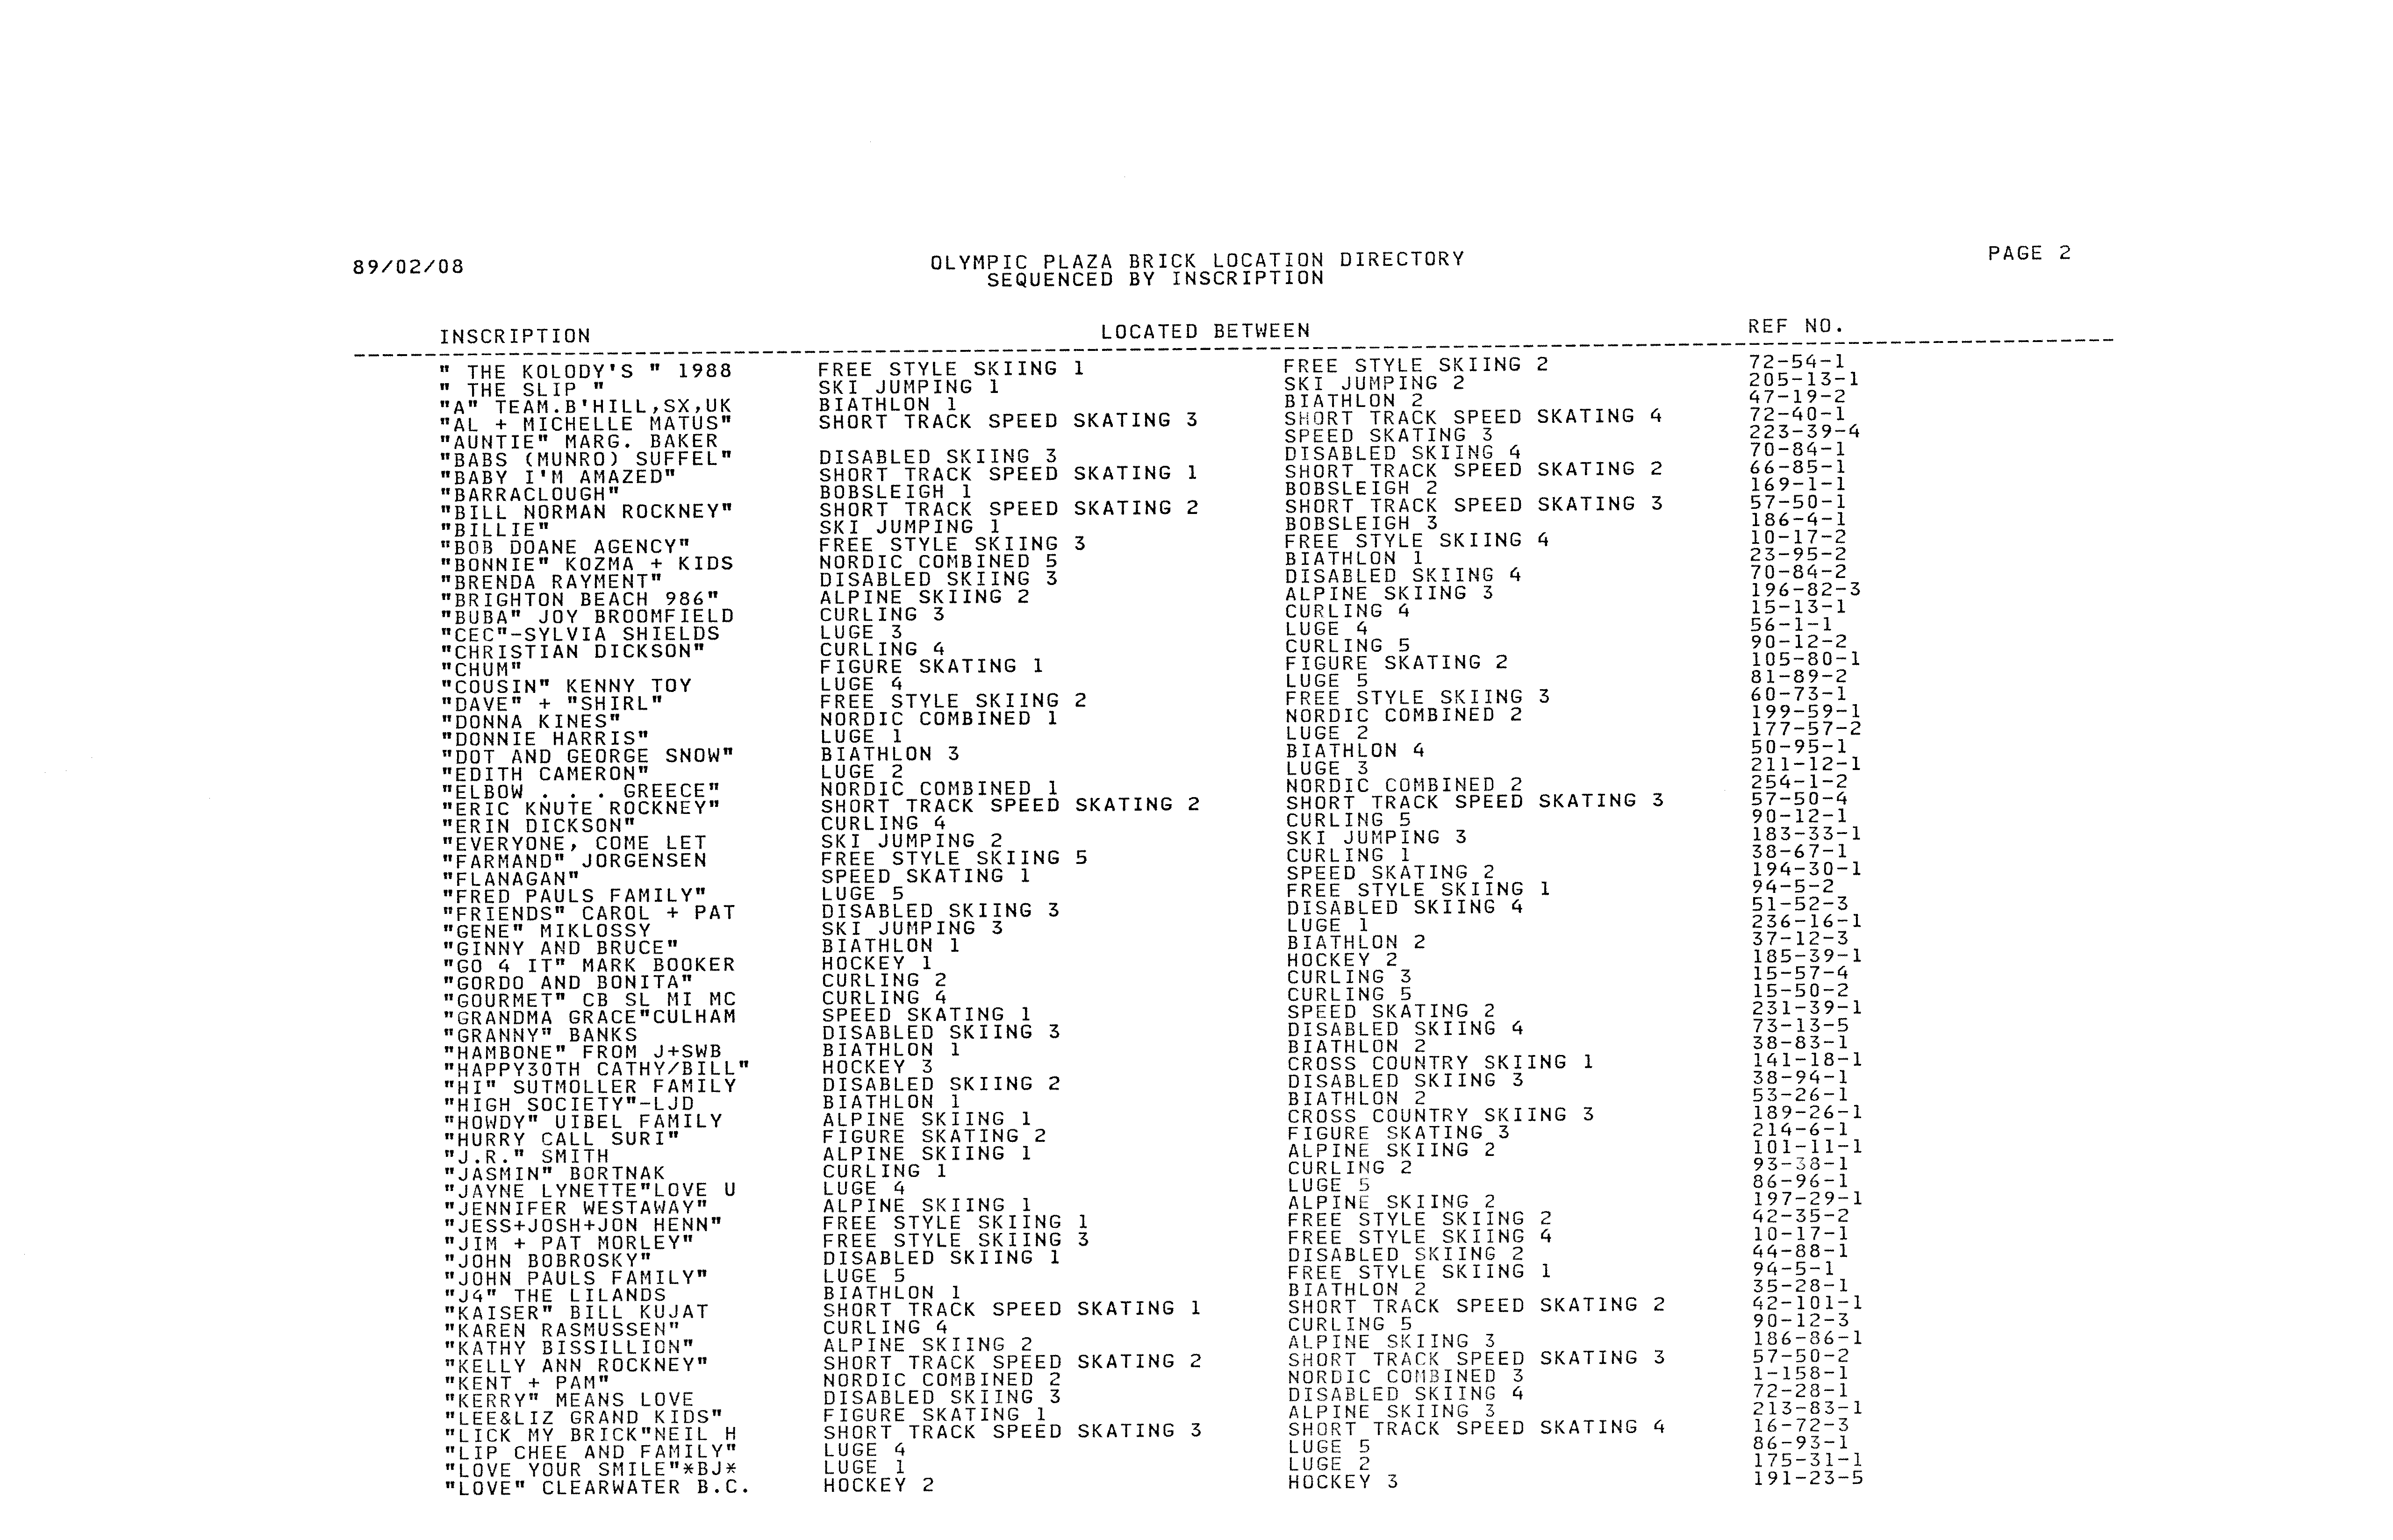 89/02/08 OLYMPIC PLAZA BRICK LOCATION DIRECTORY PAGE 2
SEQUENCED BY INSCRIPTION
INSCRIPTION LOCATED BETWEEN REF NO.
" THE KOLODY'S " 1988 FREE STYLE SKIING 1 FREE STYLE SKIING 2 72-54-1
" THE SLIP " SKI JUMPING 1 SKI JUMPING 2 205-13-1
"A" TEAM.B'HILL,SX,UK BIATHLON 1 BIATHLON 2 47-19-2
"AL + MICHELLE MATUS" SHORT TRACK SPEED SKATING 3 SHORT TRACK SPEED SKATING 4 72-40-1
"AUNTIE" MARG. BAKER SPEED SKATING 3 223-39-4
"BABS (MUNRO) SUFFEL" DISABLED SKIING 3 DISABLED SKIING 4 70-84-1
"BABY I'M AMAZED" SHORT TRACK SPEED SKATING 1 SHORT TRACK SPEED SKATING 2 66-85-1
"BARRACLOUGH" BOBSLEIGH 1 BOBSLEIGH 2 169-1-1
"BILL NORMAN ROCKNEY" SHORT TRACK SPEED SKATING 2 SHORT TRACK SPEED SKATING 3 57-50-1
"BILLIE" SKI JUMPING 1 BOBSLEIGH 3 186-4-1
"BOB DOANE AGENCY" FREE STYLE SKIING 3 FREE STYLE SKIING 4 10-17-2
"BONNIE" KOZMA + KIDS NORDIC COMBINED 5 BIATHLON 1 23-95-2
"BRENDA RAYMENT" DISABLED SKIING 3 DISABLED SKIING 4 70-84-2
"BRIGHTON BEACH 986" ALPINE SKIING 2 ALPINE SKIING 3 196-82-3
"BUBA" JOY BROOMFIELD CURLING 3 CURLING 4 15-13-1
"CEC"-SYLVIA SHIELDS LUGE 3 LUGE 4 56-1-1
"CHRISTIAN DICKSON" CURLING 4 CURLING 5 90-12-2
"CHUM" FIGURE SKATING 1 FIGURE SKATING 2 105-80-1
"COUSIN" KENNY TOY LUGE 4 LUGE 5 81-89-2
"DAVE" + "SHIRL" FREE STYLE SKIING 2 FREE STYLE SKIING 3 60-73-1
"DONNA KINES" NORDIC COMBINED 1 NORDIC COMBINED 2 199-59-1
"DONNIE HARRIS" LUGE 1 LUGE 2 177-57-2
"DOT AND GEORGE SNOW" BIATHLON 3 BIATHLON 4 50-95-1
"EDITH CAMERON" LUGE 2 LUGE 3 211-12-1
"ELBOW . . . GREECE" NORDIC COMBINED 1 NORDIC COMBINED 2 254-1-2
"ERIC KNUTE ROCKNEY" SHORT TRACK SPEED SKATING 2 SHORT TRACK SPEED SKATING 3 57-50-4
"ERIN DICKSON" CURLING 4 CURLING 5 90-12-1
"EVERYONE, COME LET SKI JUMPING 2 SKI JUMPING 3 183-33-1
"FARMAND" JORGENSEN FREE STYLE SKIING 5 CURLING 1 38-67-1
"FLANAGAN" SPEED SKATING 1 SPEED SKATING 2 194-30-1
"FRED PAULS FAMILY" LUGE 5 FREE STYLE SKIING 1 94-5-2
"FRIENDS" CAROL + PAT DISABLED SKIING 3 DISABLED SKIING 4 51-52-3
"GENE" MIKLOSSY SKI JUMPING 3 LUGE 1 236-16-1
"GINNY AND BRUCE" BIATHLON 1 BIATHLON 2 37-12-3
"GO 4 IT" MARK BOOKER HOCKEY 1 HOCKEY 2 185-39-1
"GORDO AND BONITA" CURLING 2 CURLING 3 15-57-4
"GOURMET" CB SL MI MC CURLING 4 CURLING 5 15-50-2
"GRANDMA GRACE"CULHAM SPEED SKATING 1 SPEED SKATING 2 231-39-1
"GRANNY" BANKS DISABLED SKIING 3 DISABLED SKIING 4 73-13-5
"HAMBONE" FROM J+SWB BIATHLON 1 BIATHLON 2 38-83-1
"HAPPY30TH CATHY/BILL" HOCKEY 3 CROSS COUNTRY SKIING 1 141-18-1
"HI" SUTMOLLER FAMILY DISABLED SKIING 2 DISABLED SKIING 3 38-94-1
"HIGH SOCIETY"-LJD BIATHLON 1 BIATHLON 2 53-26-1
"HOWDY" UIBEL FAMILY ALPINE SKIING 1 CROSS COUNTRY SKIING 3 189-26-1
"HURRY CALL SURI" FIGURE SKATING 2 FIGURE SKATING 3 214-6-1
"J.R." SMITH ALPINE SKIING 1 ALPINE SKIING 2 101-11-1
"JASMIN" BORTNAK CURLING 1 CURLING 2 93-38-1
"JAYNE LYNETTE"LOVE U LUGE 4 LUGE 5 86-96-1
"JENNIFER WESTAWAY" ALPINE SKIING 1 ALPINE SKIING 2 197-29-1
"JESS+JOSH+JON HENN" FREE STYLE SKIING 1 FREE STYLE SKIING 2 42-35-2
"JIM + PAT MORLEY" FREE STYLE SKIING 3 FREE STYLE SKIING 4 10-17-1
"JOHN BOBROSKY" DISABLED SKIING 1 DISABLED SKIING 2 44-88-1
"JOHN PAULS FAMILY" LUGE 5 FREE STYLE SKIING 1 94-5-1
"J4" THE LILANDS BIATHLON 1 BIATHLON 2 35-28-1
"KAISER" BILL KUJAT SHORT TRACK SPEED SKATING 1 SHORT TRACK SPEED SKATING 2 42-101-1
"KAREN RASMUSSEN" CURLING 4 CURLING 5 90-12-3
"KATHY BISSILLION" ALPINE SKIING 2 ALPINE SKIING 3 186-86-1
"KELLY ANN ROCKNEY" SHORT TRACK SPEED SKATING 2 SHORT TRACK SPEED SKATING 3 57-50-2
"KENT + PAM" NORDIC COMBINED 2 NORDIC COMBINED 3 1-158-1
"KERRY" MEANS LOVE DISABLED SKIING 3 DISABLED SKIING 4 72-28-1
"LEE&LIZ GRAND KIDS" FIGURE SKATING 1 ALPINE SKIING 3 213-83-1
"LICK MY BRICK"NEIL H SHORT TRACK SPEED SKATING 3 SHORT TRACK SPEED SKATING 4 16-72-3
"LIP CHEE AND FAMILY" LUGE 4 LUGE 5 86-93-1
"LOVE YOUR SMILE"*BJ* LUGE 1 LUGE 2 175-31-1
"LOVE" CLEARWATER B.C. HOCKEY 2 HOCKEY 3 191-23-5